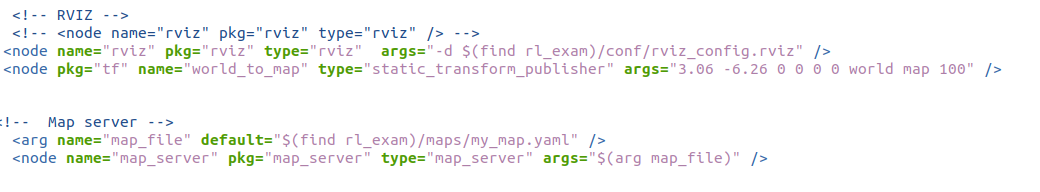 <!-- RVIZ -->
<!-- <node name="rviz" pkg="rviz" type="rviz" /> -->
<node name="rviz" pkg="rviz" type="rviz"  args="-d $(find rl_exam)/conf/rviz_config.rviz" />
<node pkg="tf" name="world_to_map" type="static_transform_publisher" args="3.06 -6.26 0 0 0 0 world map 100" />
<!--  Map server -->
<arg name="map_file" default="$(find rl_exam)/maps/my_map.yaml" />
<node name="map_server" pkg="map_server" type="map_server" args="$(arg map_file)" />